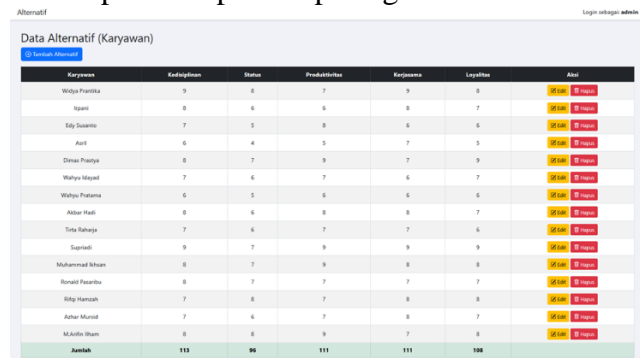 Alternatif Login sebagai: admin
Data Alternatif (Karyawan)
Tambah Alternatif
Karyawan Kedisiplinan Status Produktivitas Kerjasama Loyalitas Aksi
Widya Prantika 9 8 7 9 8 Edit Hapus
Ispani 8 6 6 8 7 Edit Hapus
Edy Susanto 7 5 8 6 6 Edit Hapus
Asril 6 4 5 7 5 Edit Hapus
Dimas Prastya 8 7 9 7 9 Edit Hapus
Wahyu Idayad 7 6 7 6 7 Edit Hapus
Wahyu Pratama 6 5 6 6 6 Edit Hapus
Akbar Hadi 8 6 8 8 7 Edit Hapus
Tirta Raharja 7 6 7 7 6 Edit Hapus
Supriadi 9 7 9 9 9 Edit Hapus
Muhammad Ikhsan 8 7 9 8 8 Edit Hapus
Ronald Pasaribu 8 7 7 7 7 Edit Hapus
Rifqi Hamzah 7 8 7 8 8 Edit Hapus
Azhar Mursid 7 6 7 8 7 Edit Hapus
M.Arifin Ilham 8 8 9 7 8 Edit Hapus
Jumlah 113 96 111 111 108